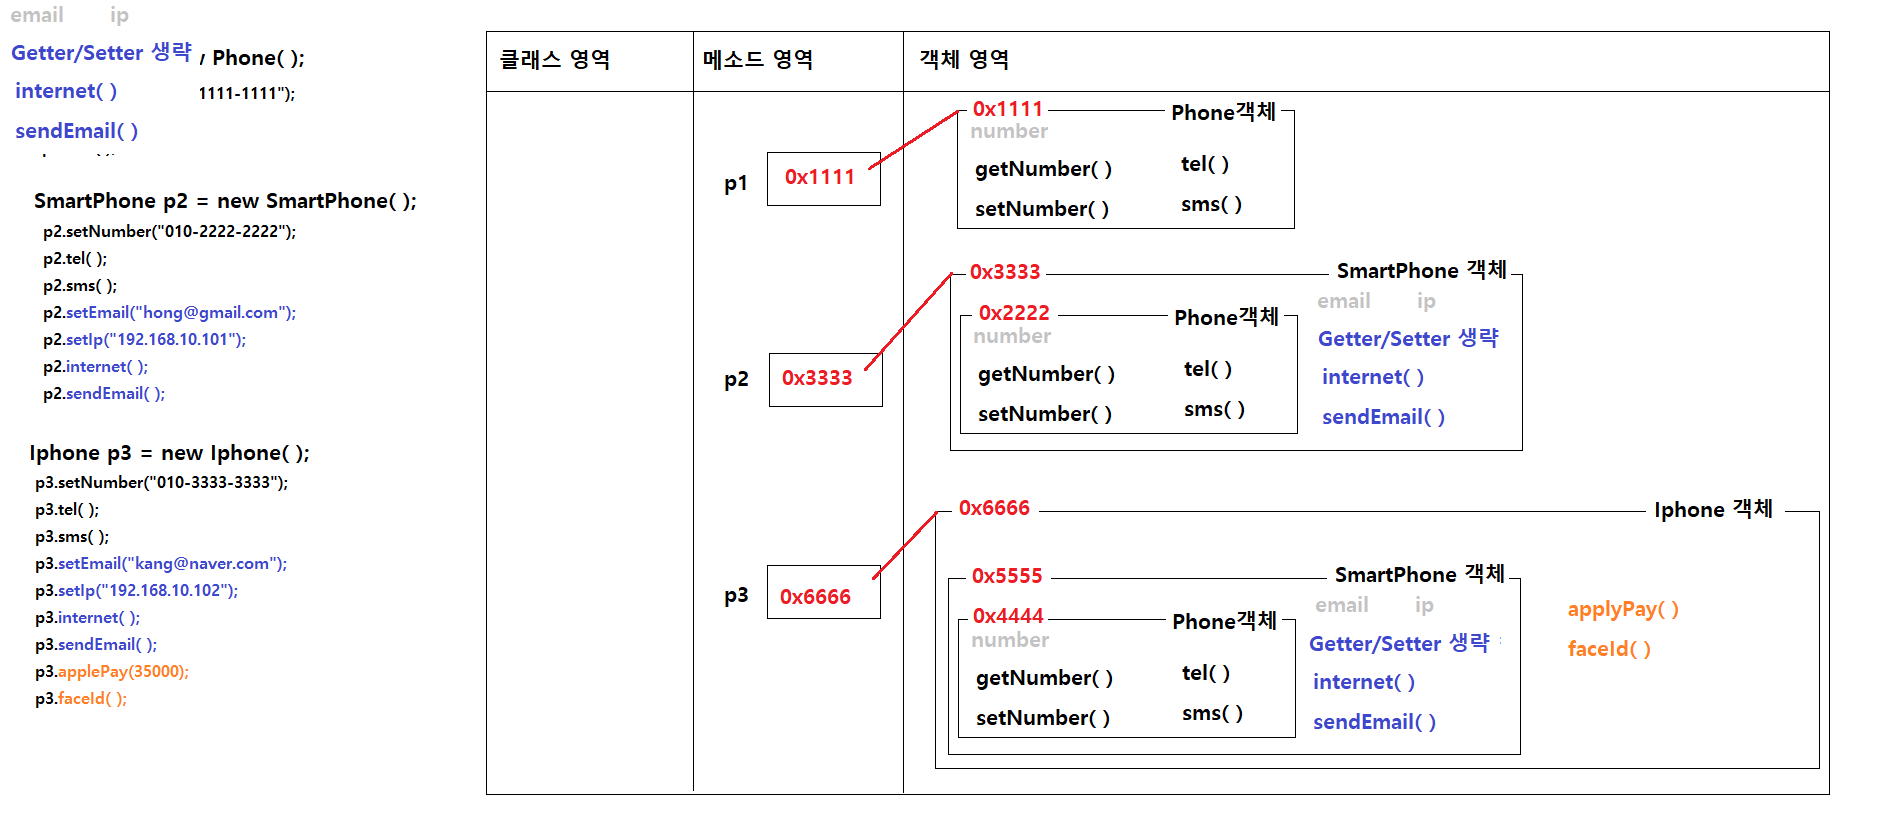 email ip
Getter/Setter 생략
Phone( );
internet( )
1111-1111");
sendEmail( )
SmartPhone p2 = new SmartPhone( );
p2.setNumber("010-2222-2222");
p2.tel( );
p2.sms( );
p2.setEmail("hong@gmail.com");
p2.setIp("192.168.10.101");
p2.internet( );
p2.sendEmail( );
Iphone p3 = new Iphone( );
p3.setNumber("010-3333-3333");
p3.tel( );
p3.sms( );
p3.setEmail("kang@naver.com");
p3.setIp("192.168.10.102");
p3.internet( );
p3.sendEmail( );
p3.applePay(35000);
p3.faceId( );
클래스 영역
메소드 영역
객체 영역
p1
0x1111
0x1111
Phone객체
number
getNumber( )
tel( )
setNumber( )
sms( )
p2
0x3333
0x3333
SmartPhone 객체
email ip
0x2222
Phone객체
number
Getter/Setter 생략
getNumber( )
tel( )
internet( )
setNumber( )
sms( )
sendEmail( )
p3
0x6666
0x6666
Iphone 객체
0x5555
SmartPhone 객체
email ip
applyPay( )
0x4444
Phone객체
number
Getter/Setter 생략
faceId( )
getNumber( )
tel( )
internet( )
setNumber( )
sms( )
sendEmail( )